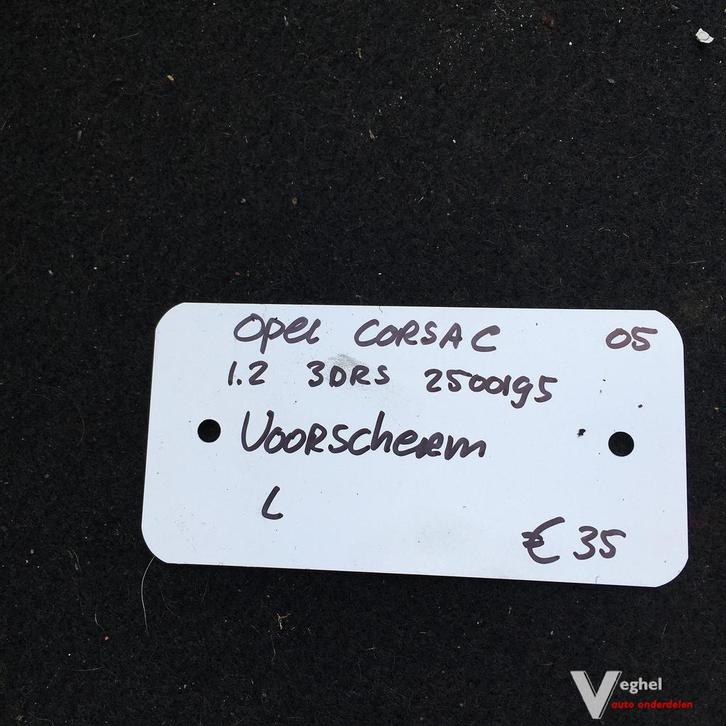 Opel CORSA C 05
1.2 3DRS 2500195
Voorscherm
L
€ 35
Veghel
auto onderdelen